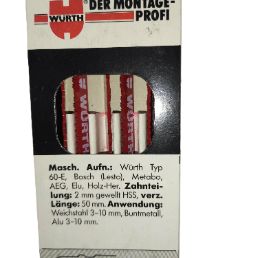 DER MONTAGE-
PROFI
WÜRTH
WÜRTH
WÜRTH
Masch. Aufn.: Würth Typ
60-E, Bosch (Lesto), Metabo,
AEG, Elu, Holz-Her. Zahntei-
lung: 2 mm gewellt HSS, verz.
Länge: 50 mm. Anwendung:
Weichstahl 3-10 mm, Buntmetall,
Alu 3-10 mm.